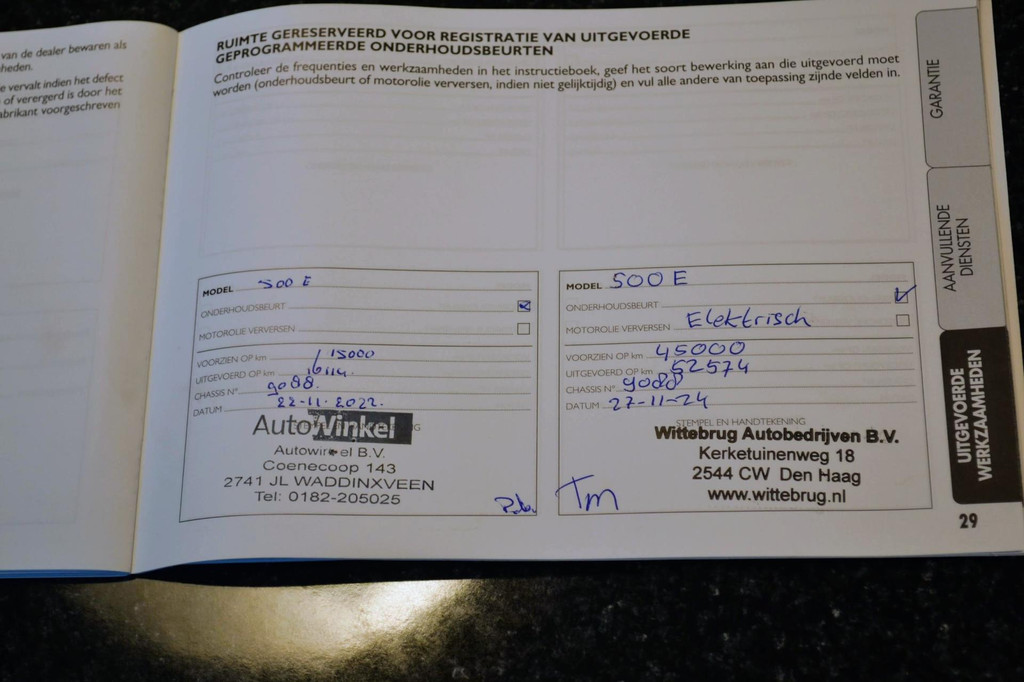 van de dealer bewaren als
heden.
e vervalt indien het defect
of verergerd is door het
abrikant voorgeschreven
RUIMTE GERESERVEERD VOOR REGISTRATIE VAN UITGEVOERDE
GEPROGRAMMEERDE ONDERHOUDSBEURTEN
Controleer de frequenties en werkzaamheden in het instructieboek, geef het soort bewerking aan die uitgevoerd moet
worden (onderhoudsbeurt of motorolie verversen, indien niet gelijktijdig) en vul alle andere van toepassing zijnde velden in.
MODEL 500 E
ONDERHOUDSBEURT
MOTOROLIE VERVERSEN
VOORZIEN OP km 15000
UITGEVOERD OP km 16114.
CHASSIS N° 9088.
DATUM 22-11-2022.
AutoWinkel
B.V.
Coenecoop 143
2741 JL WADDINXVEEN
Tel: 0182-205025
MODEL 500 E
ONDERHOUDSBEURT
MOTOROLIE VERVERSEN Elektrisch
VOORZIEN OP km 45000
UITGEVOERD OP km 52574
CHASSIS N° 9088
DATUM 27-11-24
STEMPEL EN HANDTEKENING
Wittebrug Autobedrijven B.V.
Kerketuinenweg 18
2544 CW Den Haag
www.wittebrug.nl
Tm
GARANTIE
AANVULLENDE
DIENSTEN
UITGEVOERDE
WERKZAAMHEDEN
29